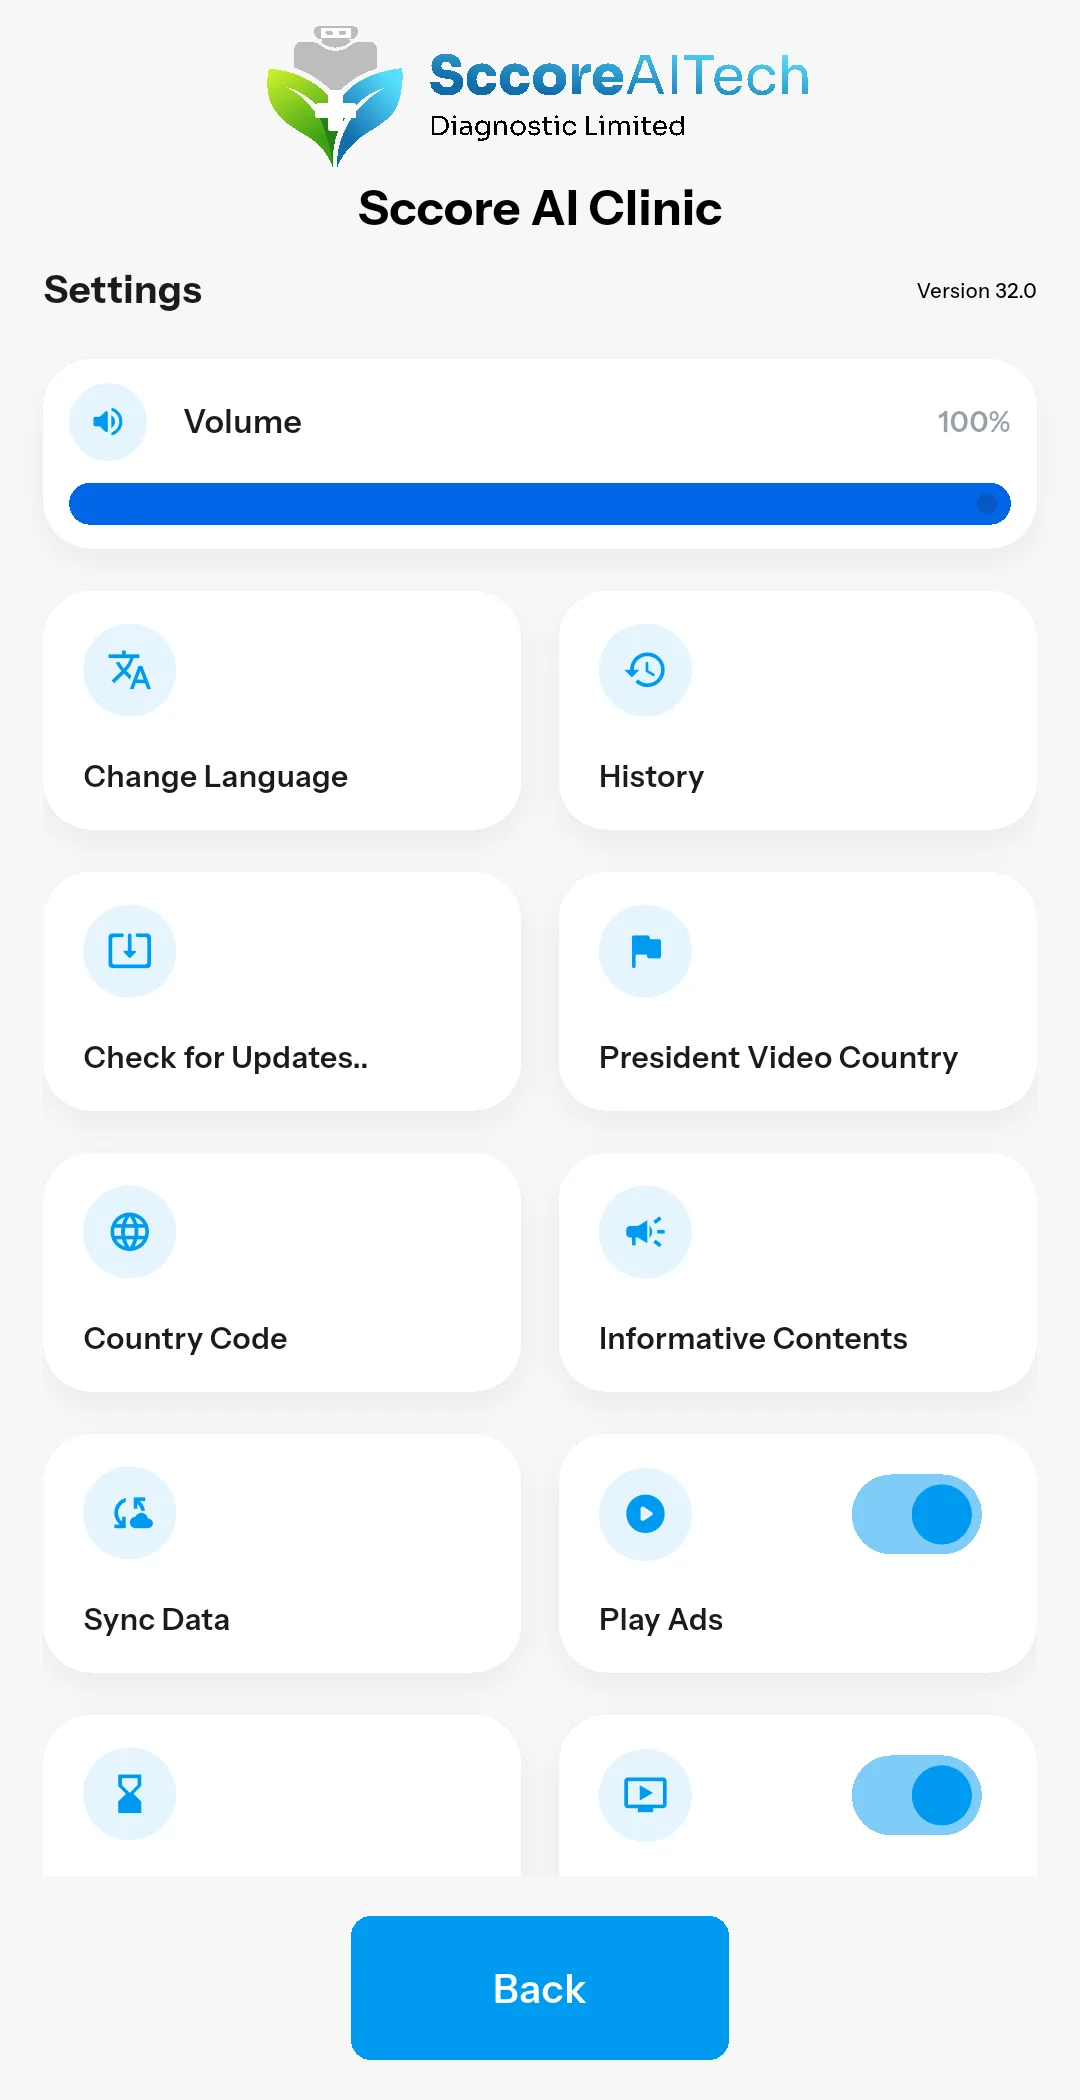 SccoreAITech
Diagnostic Limited
Sccore AI Clinic
Settings
Version 32.0
Volume
100%
Change Language
History
Check for Updates..
President Video Country
Country Code
Informative Contents
Sync Data
Play Ads
Back